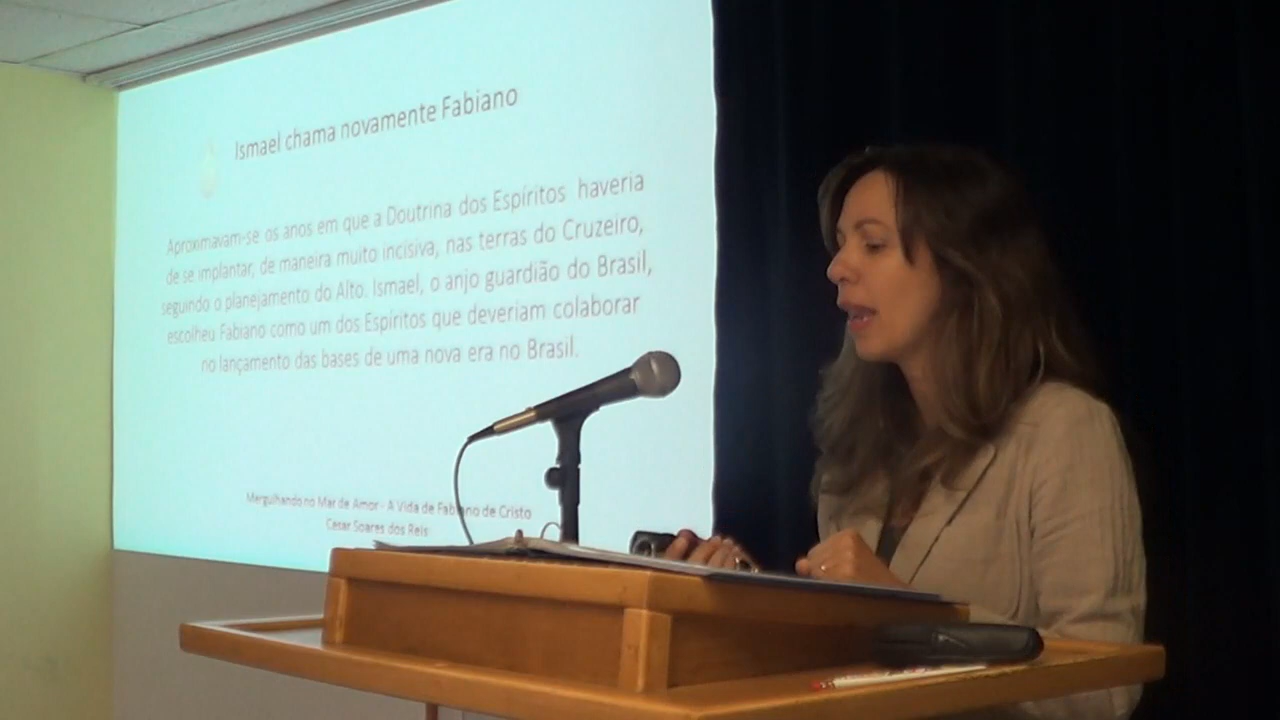 Ismael chama novamente Fabiano
Aproximavam-se os anos em que a Doutrina dos Espíritos haveria
de se implantar, de maneira muito incisiva, nas terras do Cruzeiro,
seguindo o planejamento do Alto. Ismael, o anjo guardião do Brasil,
escolheu Fabiano como um dos Espíritos que deveriam colaborar
no lançamento das bases de uma nova era no Brasil.
Mergulhando no Mar de Amor - A Vida de Fabiano de Cristo
Cesar Soares dos Reis